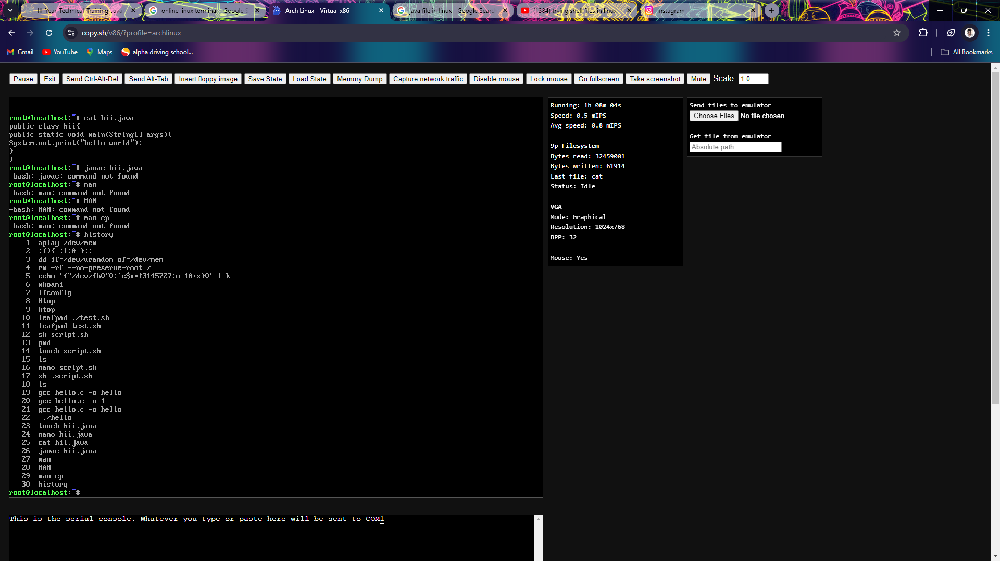 III-Year-Technical-Training-Java-
online linux terminal - Google S
Arch Linux - Virtual x86
java file in linux - Google Search
(1384) trying shell files in linux
Instagram
copy.sh/v86/?profile=archlinux
Gmail
YouTube
Maps
alpha driving school...
All Bookmarks
Pause
Exit
Send Ctrl-Alt-Del
Send Alt-Tab
Insert floppy image
Save State
Load State
Memory Dump
Capture network traffic
Disable mouse
Lock mouse
Go fullscreen
Take screenshot
Mute
Scale: 1.0
root@localhost:~# cat hii.java
public class hii{
public static void main(String[] args){
System.out.print("hello world");
}
}
root@localhost:~# javac hii.java
-bash: javac: command not found
root@localhost:~# man
-bash: man: command not found
root@localhost:~# MAN
-bash: MAN: command not found
root@localhost:~# man cp
-bash: man: command not found
root@localhost:~# history
1 aplay /dev/mem
2 :(){ :|:& };:
3 dd if=/dev/urandom of=/dev/mem
4 rm -rf --no-preserve-root /
5 echo '{"/dev/fb0"0:`c$x*!3145727;o 10+x}0' | k
6 whoami
7 ifconfig
8 Htop
9 htop
10 leafpad ./test.sh
11 leafpad test.sh
12 sh script.sh
13 pwd
14 touch script.sh
15 ls
16 nano script.sh
17 sh .script.sh
18 ls
19 gcc hello.c -o hello
20 gcc hello.c -o 1
21 gcc hello.c -o hello
22 ./hello
23 touch hii.java
24 nano hii.java
25 cat hii.java
26 javac hii.java
27 man
28 MAN
29 man cp
30 history
root@localhost:~#
Running: 1h 08m 04s
Speed: 0.5 mIPS
Avg speed: 0.8 mIPS
9p Filesystem
Bytes read: 32459001
Bytes written: 61914
Last file: cat
Status: Idle
VGA
Mode: Graphical
Resolution: 1024x768
BPP: 32
Mouse: Yes
Send files to emulator
Choose Files No file chosen
Get file from emulator
Absolute path
This is the serial console. Whatever you type or paste here will be sent to COM1